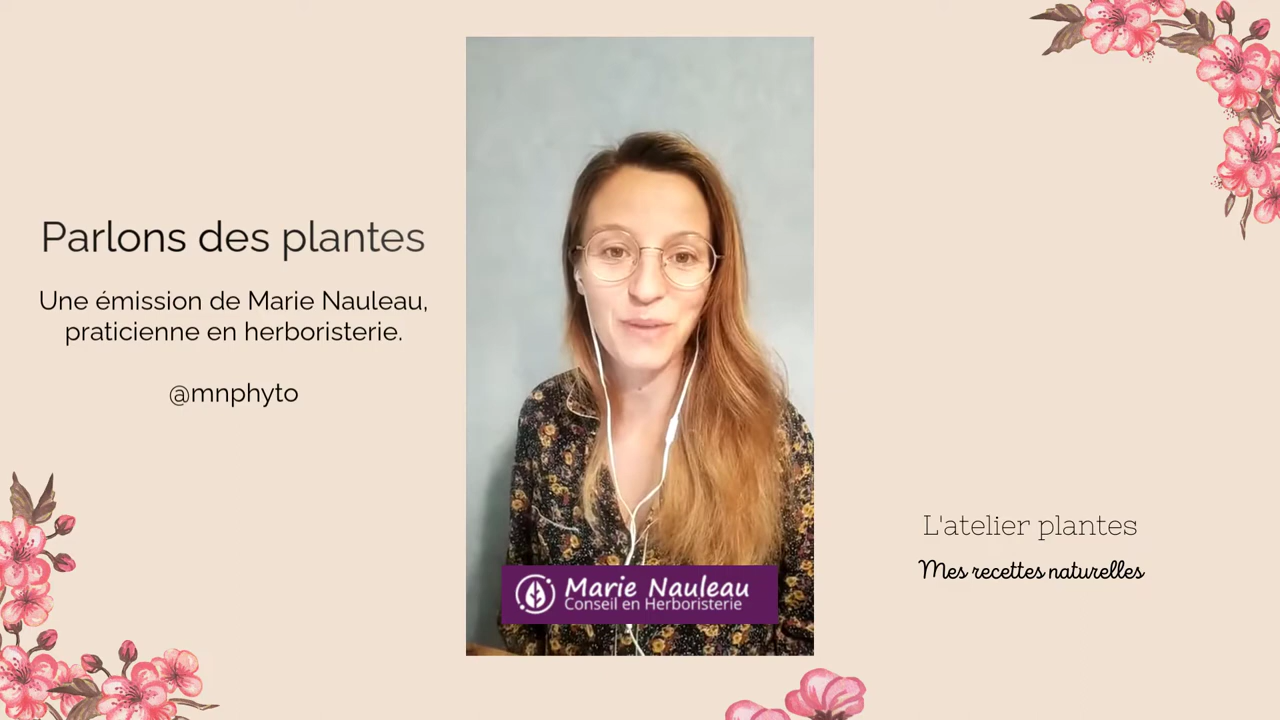 Parlons des plantes
Une émission de Marie Nauleau,
praticienne en herboristerie.
@mnphyto
Marie Nauleau
Conseil en Herboristerie
L'atelier plantes
Mes recettes naturelles